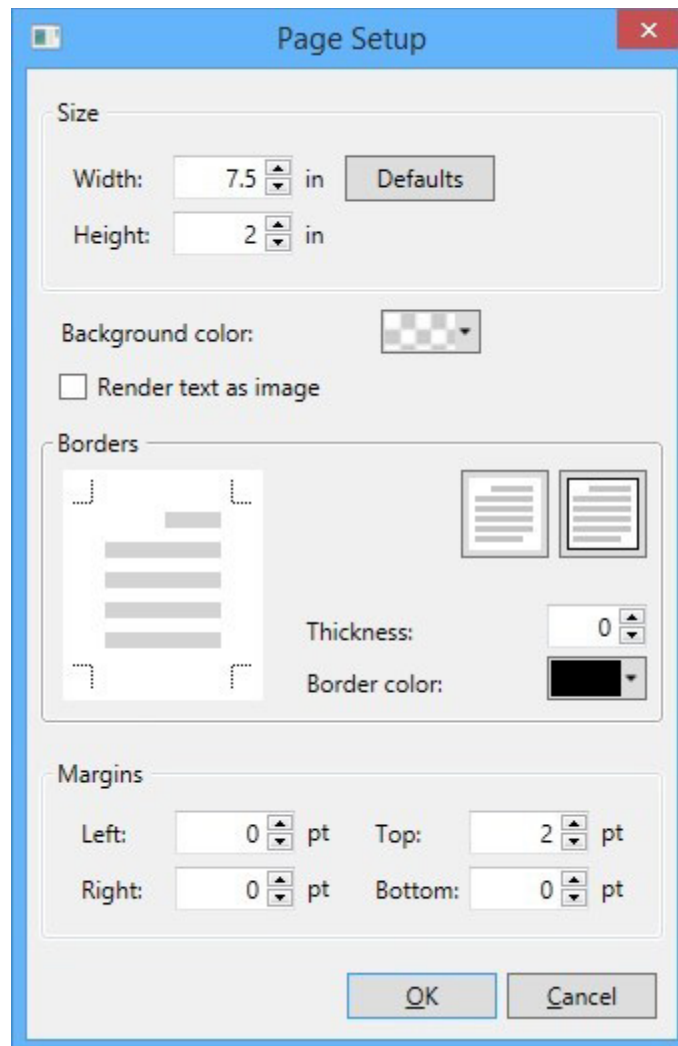 Page Setup
Size
Width: 7.5 in Defaults
Height: 2 in
Background color:
Render text as image
Borders
Thickness: 0
Border color:
Margins
Left: 0 pt Top: 2 pt
Right: 0 pt Bottom: 0 pt
OK Cancel